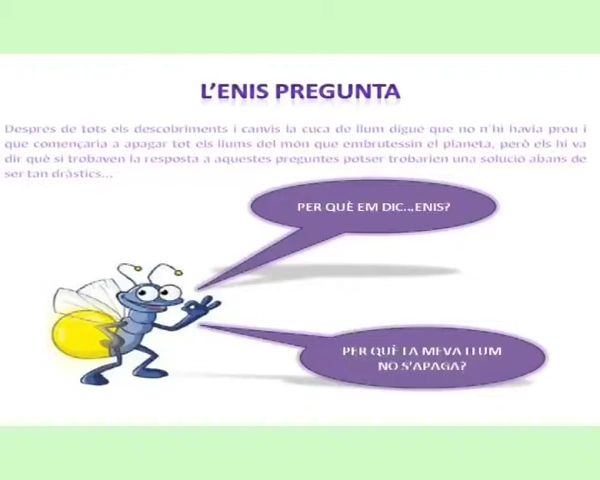 L'ENIS PREGUNTA
Després de tots els descobriments i canvis la cuca de llum digué que no n'hi havia prou i
que començaria a apagar tot els llums del món que embrutessin el planeta, però els hi va
dir què si trobaven la resposta a aquestes preguntes potser trobarien una solució abans de
ser tan dràstics...
PER QUÈ EM DIC...ENIS?
PER QUÈ LA MEVA LLUM
NO S'APAGA?